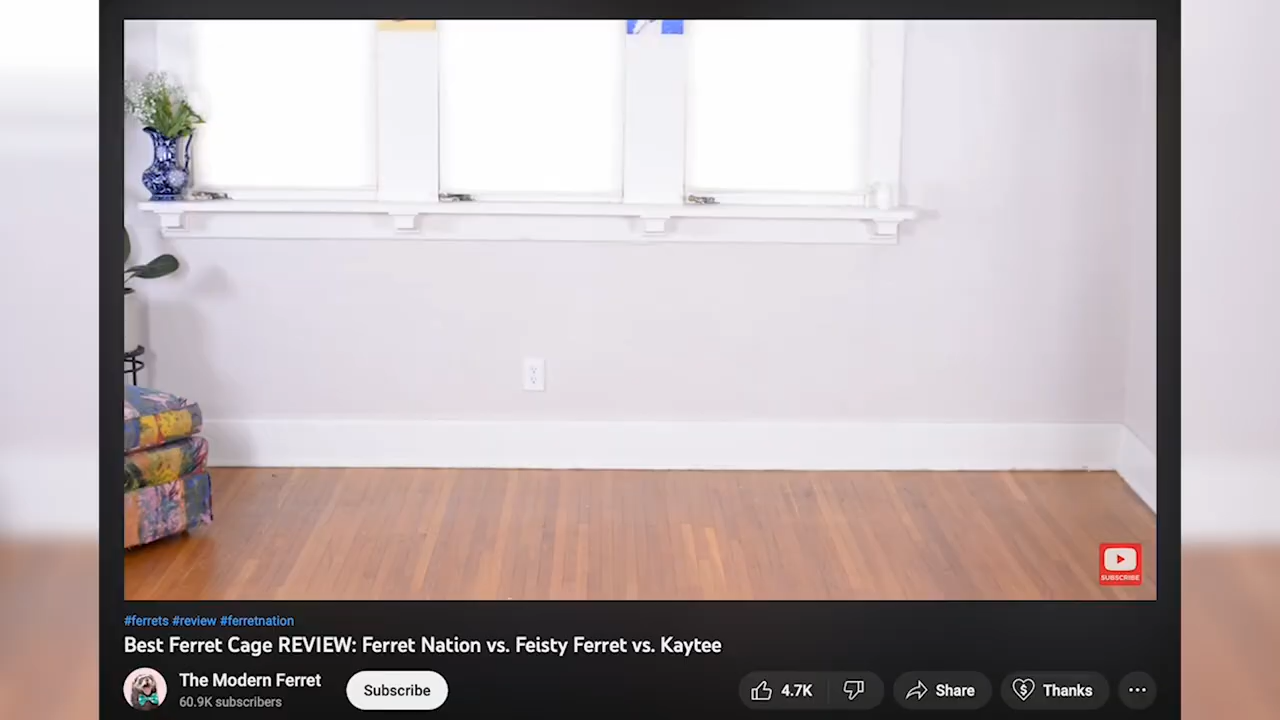 SUBSCRIBE
#ferrets #review #ferretnation
Best Ferret Cage REVIEW: Ferret Nation vs. Feisty Ferret vs. Kaytee
The Modern Ferret
60.9K subscribers
Subscribe
4.7K
Share
Thanks